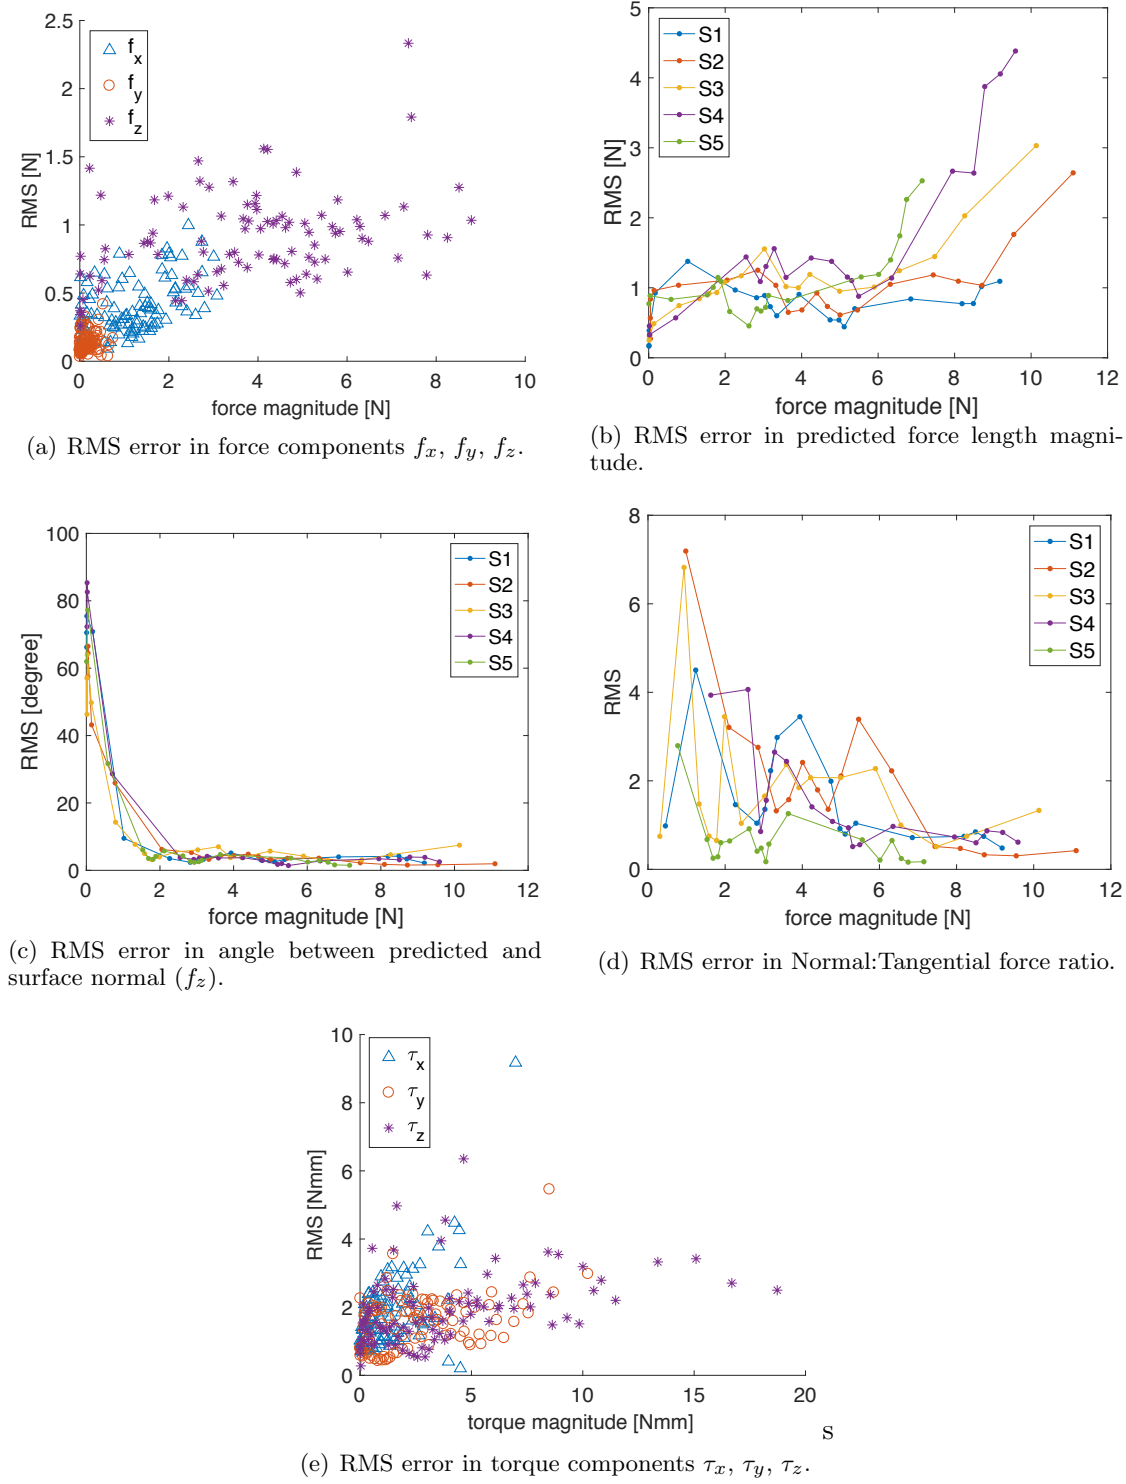 2.5
2
1.5
1
0.5
0
RMS [N]
f_x
f_y
f_z
0 2 4 6 8 10
force magnitude [N]
(a) RMS error in force components f_x, f_y, f_z.
5
4
3
2
1
0
RMS [N]
S1
S2
S3
S4
S5
0 2 4 6 8 10 12
force magnitude [N]
(b) RMS error in predicted force length magni-
tude.
100
80
60
40
20
0
RMS [degree]
S1
S2
S3
S4
S5
0 2 4 6 8 10 12
force magnitude [N]
(c) RMS error in angle between predicted and
surface normal (f_z).
8
6
4
2
0
RMS
S1
S2
S3
S4
S5
0 2 4 6 8 10 12
force magnitude [N]
(d) RMS error in Normal:Tangential force ratio.
10
8
6
4
2
0
RMS [Nmm]
τ_x
τ_y
τ_z
0 5 10 15 20
torque magnitude [Nmm]
s
(e) RMS error in torque components τ_x, τ_y, τ_z.